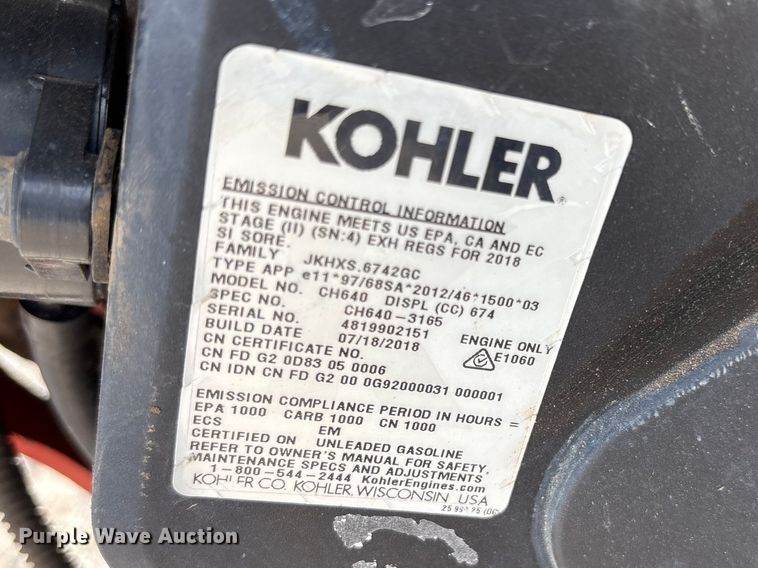 KOHLER®
EMISSION CONTROL INFORMATION
THIS ENGINE MEETS US EPA, CA AND EC
STAGE (II) (SN:4) EXH REGS FOR 2018
SI SORE.
FAMILY JKHXS.6742GC
TYPE APP e11*97/68SA*2012/46*1500*03
MODEL NO. CH640 DISPL (CC) 674
SPEC NO. CH640-3165
SERIAL NO. 4819902151 ENGINE ONLY
BUILD DATE 07/18/2018 E1060
CN CERTIFICATE NO.
CN FD G2 0D83 05 0006
CN IDN CN FD G2 00 0G92000031 000001
EMISSION COMPLIANCE PERIOD IN HOURS =
EPA 1000 CARB 1000 CN 1000
ECS EM
CERTIFIED ON UNLEADED GASOLINE
REFER TO OWNER'S MANUAL FOR SAFETY,
MAINTENANCE SPECS AND ADJUSTMENTS
1-800-544-2444 KohlerEngines.com
KOHLER CO. KOHLER, WISCONSIN USA
Purple Wave Auction